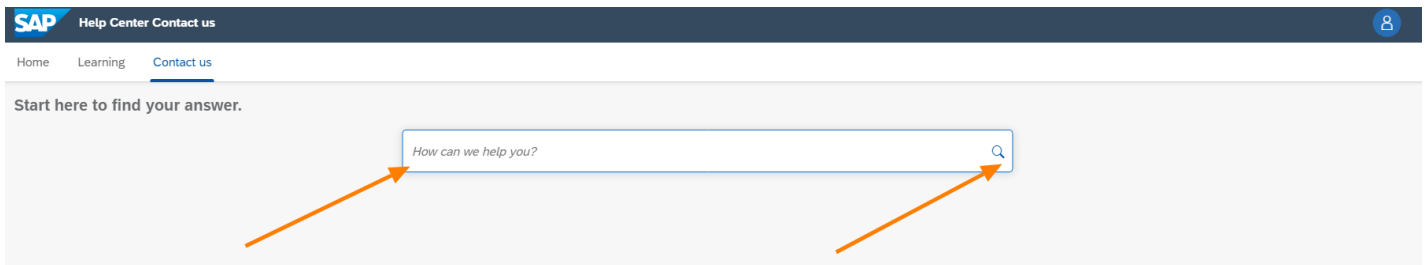 SAP Help Center Contact us
Home Learning Contact us
Start here to find your answer.
How can we help you?